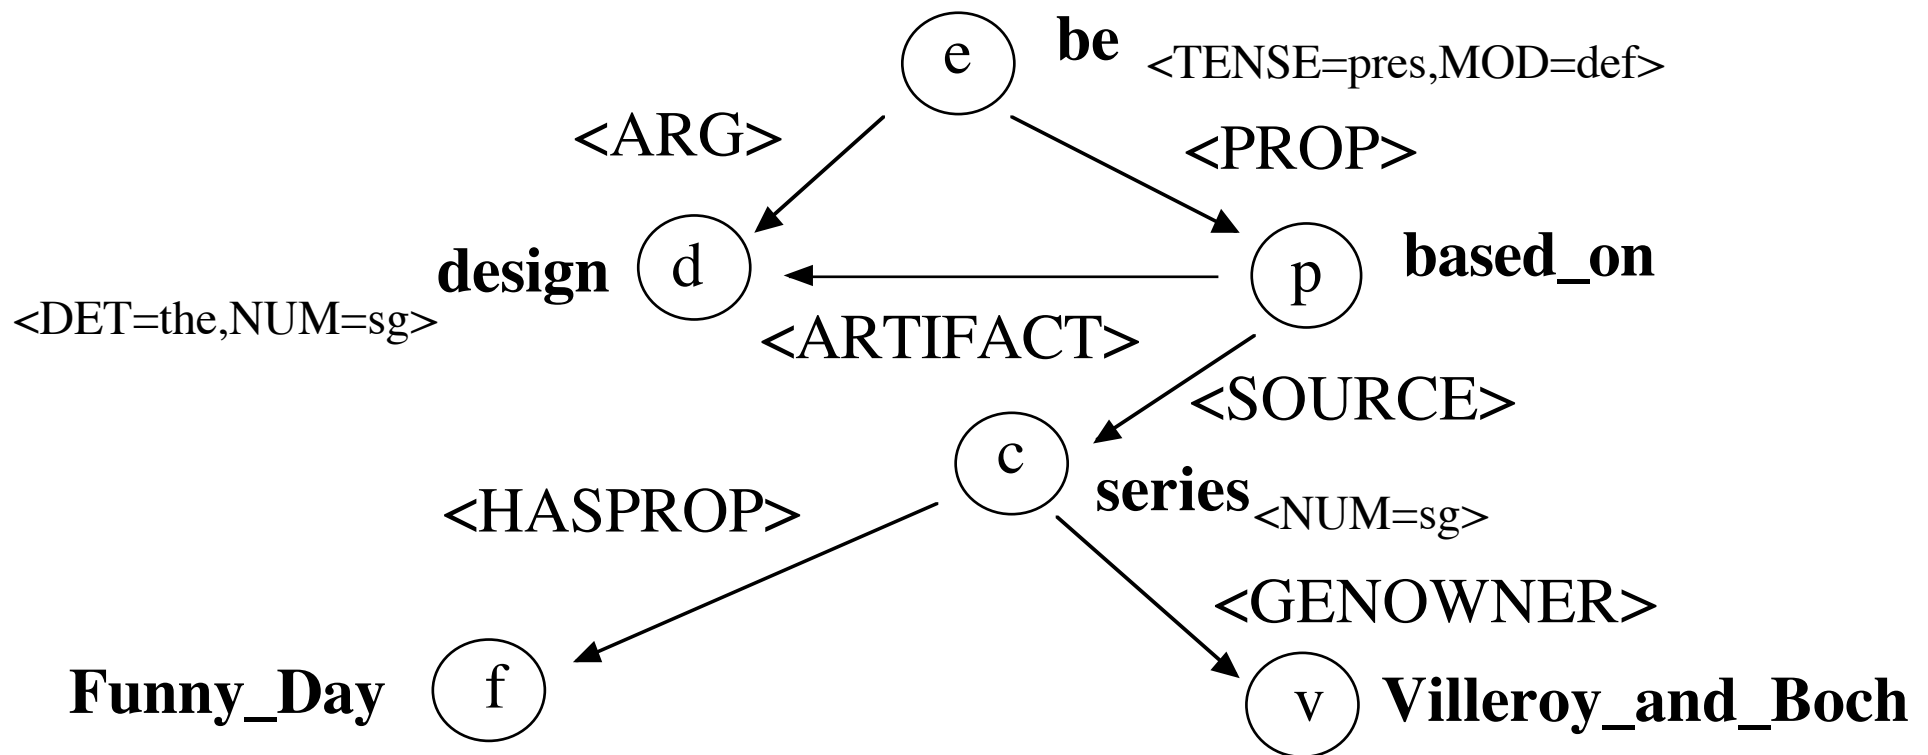 e be <TENSE=pres,MOD=def>
<ARG> <PROP>
design d p based_on
<DET=the,NUM=sg> <ARTIFACT>
<SOURCE>
c series <NUM=sg>
<HASPROP>
<GENOWNER>
Funny_Day f v Villeroy_and_Boch